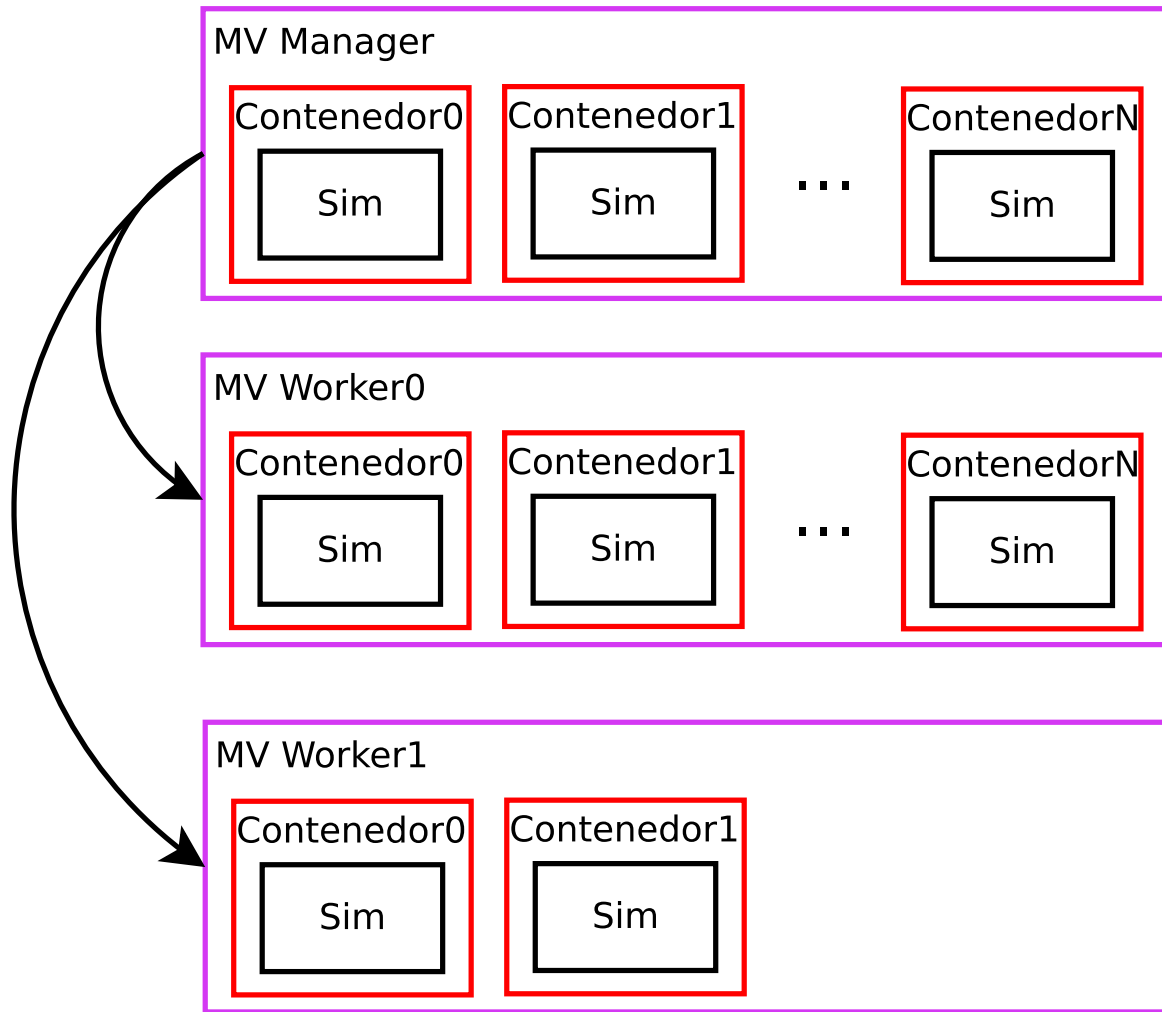 MV Manager
Contenedor0 Contenedor1 ContenedorN
Sim Sim ... Sim
MV Worker0
Contenedor0 Contenedor1 ContenedorN
Sim Sim ... Sim
MV Worker1
Contenedor0 Contenedor1
Sim Sim